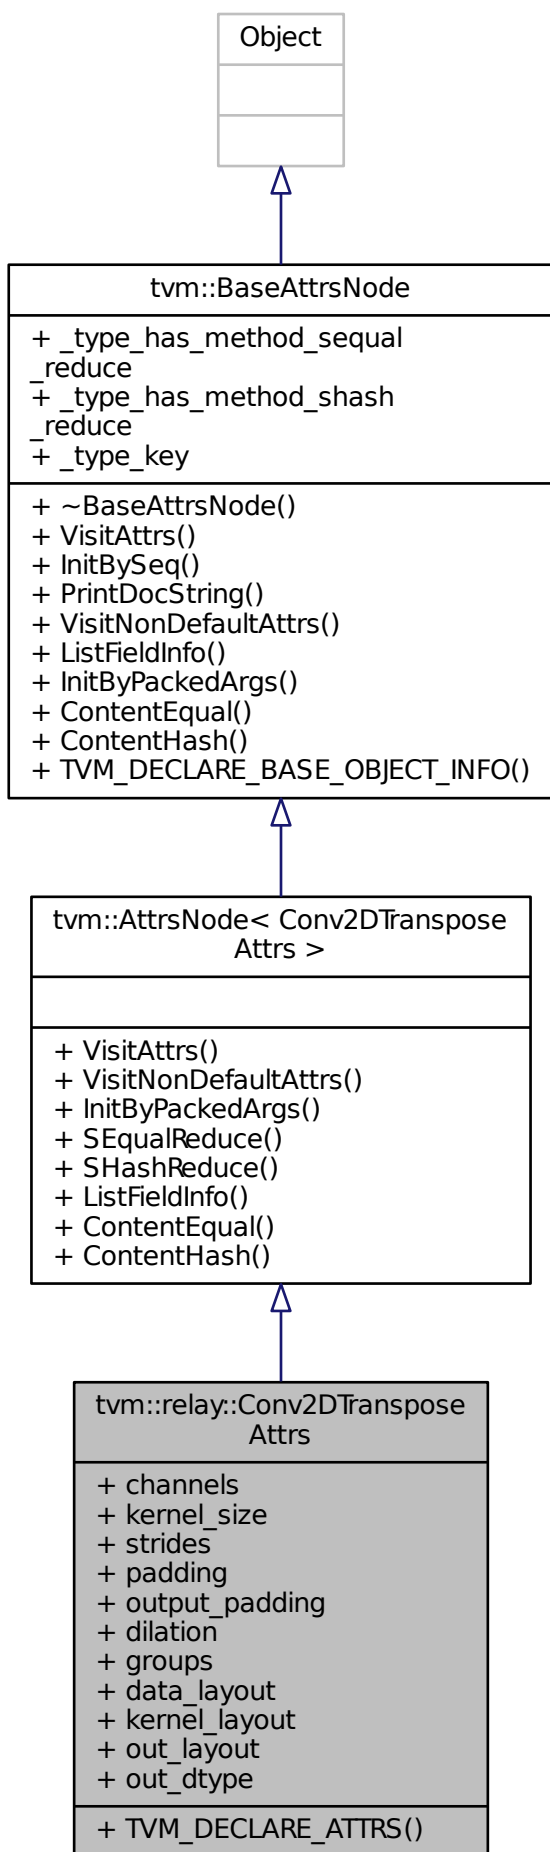 Object
tvm::BaseAttrsNode
+ _type_has_method_sequal
_reduce
+ _type_has_method_shash
_reduce
+ _type_key
+ ~BaseAttrsNode()
+ VisitAttrs()
+ InitBySeq()
+ PrintDocString()
+ VisitNonDefaultAttrs()
+ ListFieldInfo()
+ InitByPackedArgs()
+ ContentEqual()
+ ContentHash()
+ TVM_DECLARE_BASE_OBJECT_INFO()
tvm::AttrsNode< Conv2DTranspose
Attrs >
+ VisitAttrs()
+ VisitNonDefaultAttrs()
+ InitByPackedArgs()
+ SEqualReduce()
+ SHashReduce()
+ ListFieldInfo()
+ ContentEqual()
+ ContentHash()
tvm::relay::Conv2DTranspose
Attrs
+ channels
+ kernel_size
+ strides
+ padding
+ output_padding
+ dilation
+ groups
+ data_layout
+ kernel_layout
+ out_layout
+ out_dtype
+ TVM_DECLARE_ATTRS()